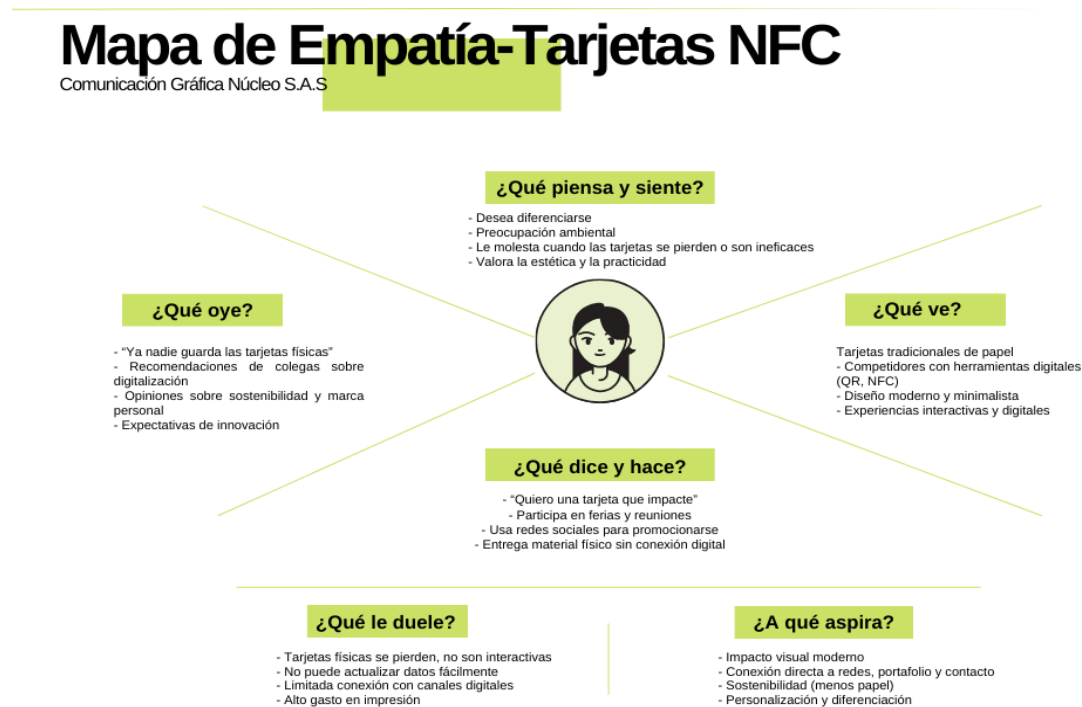 Mapa de Empatía-Tarjetas NFC
Comunicación Gráfica Núcleo S.A.S
¿Qué piensa y siente?
- Desea diferenciarse
- Preocupación ambiental
- Le molesta cuando las tarjetas se pierden o son ineficaces
- Valora la estética y la practicidad
¿Qué oye?
- “Ya nadie guarda las tarjetas físicas”
- Recomendaciones de colegas sobre
digitalización
- Opiniones sobre sostenibilidad y marca
personal
- Expectativas de innovación
¿Qué ve?
Tarjetas tradicionales de papel
- Competidores con herramientas digitales
(QR, NFC)
- Diseño moderno y minimalista
- Experiencias interactivas y digitales
¿Qué dice y hace?
- “Quiero una tarjeta que impacte”
- Participa en ferias y reuniones
- Usa redes sociales para promocionarse
- Entrega material físico sin conexión digital
¿Qué le duele?
- Tarjetas físicas se pierden, no son interactivas
- No puede actualizar datos fácilmente
- Limitada conexión con canales digitales
- Alto gasto en impresión
¿A qué aspira?
- Impacto visual moderno
- Conexión directa a redes, portafolio y contacto
- Sostenibilidad (menos papel)
- Personalización y diferenciación